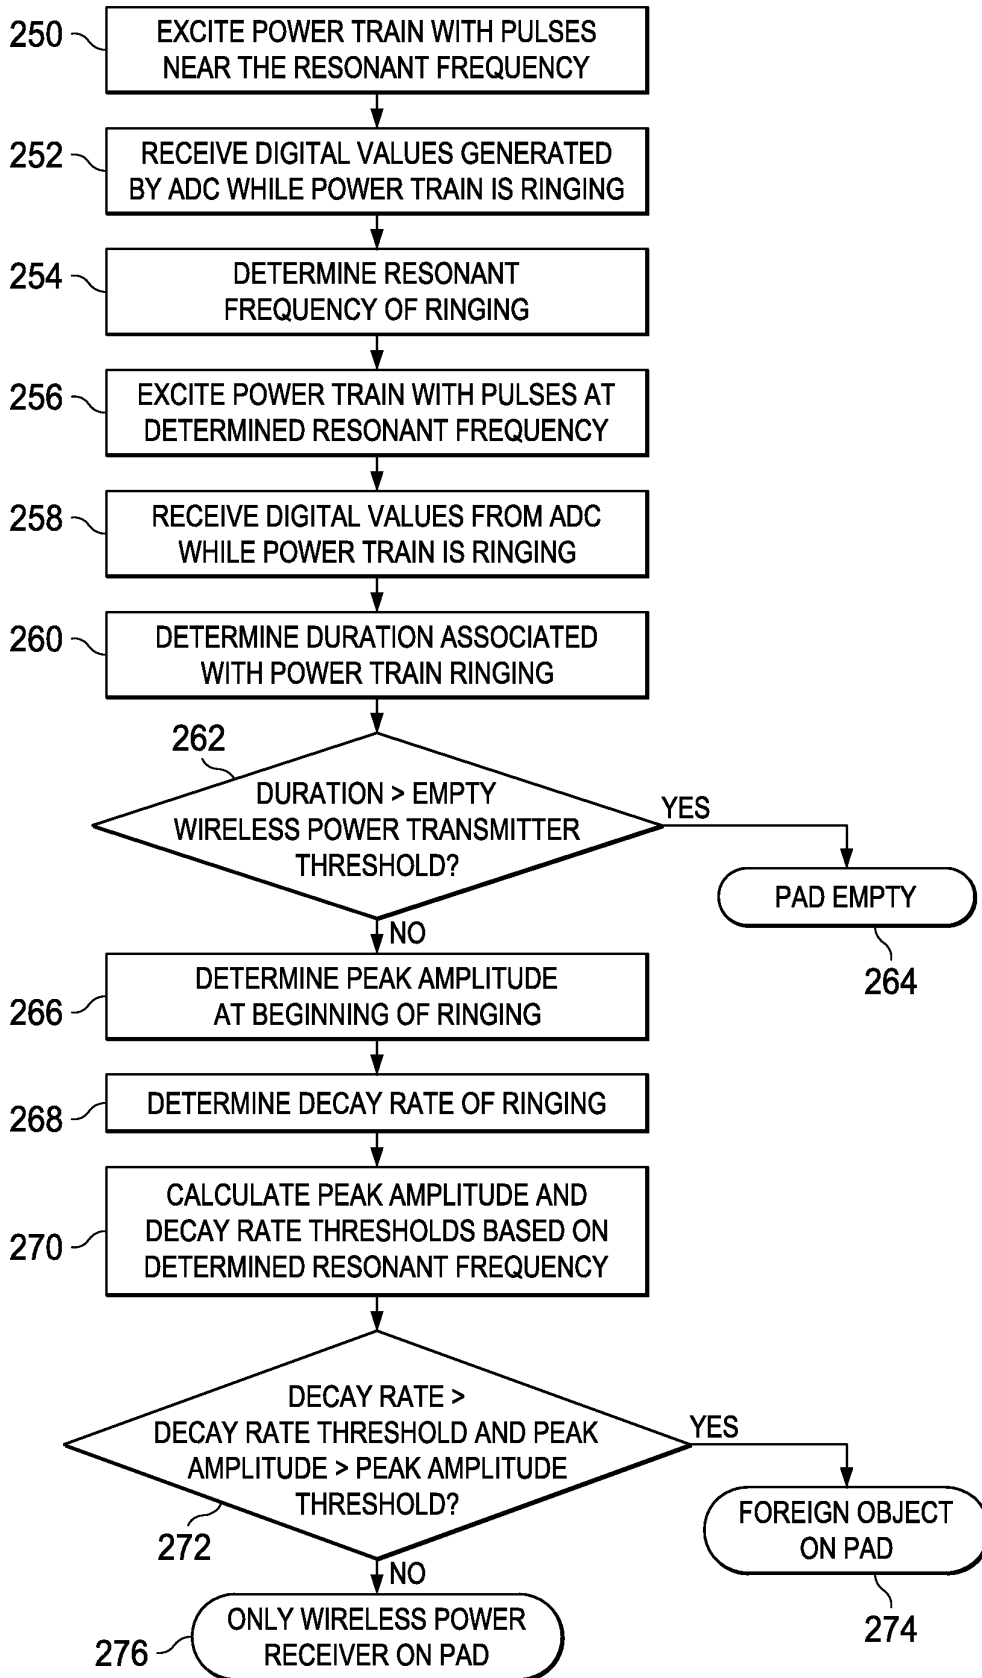 250
EXCITE POWER TRAIN WITH PULSES
NEAR THE RESONANT FREQUENCY
252
RECEIVE DIGITAL VALUES GENERATED
BY ADC WHILE POWER TRAIN IS RINGING
254
DETERMINE RESONANT
FREQUENCY OF RINGING
256
EXCITE POWER TRAIN WITH PULSES AT
DETERMINED RESONANT FREQUENCY
258
RECEIVE DIGITAL VALUES FROM ADC
WHILE POWER TRAIN IS RINGING
260
DETERMINE DURATION ASSOCIATED
WITH POWER TRAIN RINGING
262
DURATION > EMPTY
WIRELESS POWER TRANSMITTER
THRESHOLD?
YES
PAD EMPTY
264
NO
266
DETERMINE PEAK AMPLITUDE
AT BEGINNING OF RINGING
268
DETERMINE DECAY RATE OF RINGING
270
CALCULATE PEAK AMPLITUDE AND
DECAY RATE THRESHOLDS BASED ON
DETERMINED RESONANT FREQUENCY
DECAY RATE >
DECAY RATE THRESHOLD AND PEAK
AMPLITUDE > PEAK AMPLITUDE
THRESHOLD?
272
YES
FOREIGN OBJECT
ON PAD
274
NO
276
ONLY WIRELESS POWER
RECEIVER ON PAD